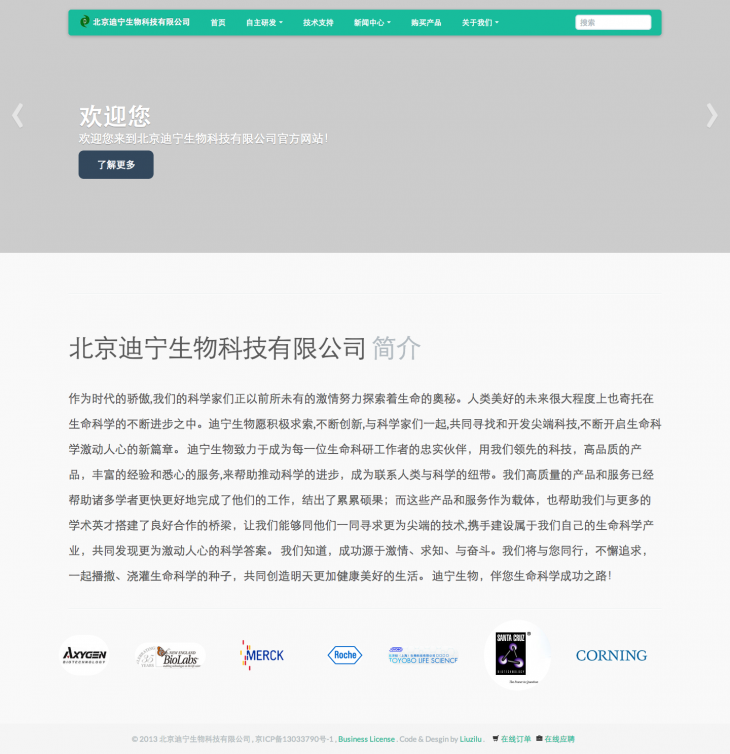 北京迪宁生物科技有限公司 首页 自主研发 技术支持 新闻中心 购买产品 关于我们 搜索
欢迎您
欢迎您来到北京迪宁生物科技有限公司官方网站!
了解更多
北京迪宁生物科技有限公司 简介
作为时代的骄傲,我们的科学家们正以前所未有的激情努力探索着生命的奥秘。人类美好的未来很大程度上也寄托在
生命科学的不断进步之中。迪宁生物愿积极求索,不断创新,与科学家们一起,共同寻找和开发尖端科技,不断开启生命科
学激动人心的新篇章。 迪宁生物致力于成为每一位生命科研工作者的忠实伙伴，用我们领先的科技，高品质的产
品，丰富的经验和悉心的服务,来帮助推动科学的进步，成为联系人类与科学的纽带。我们高质量的产品和服务已经
帮助诸多学者更快更好地完成了他们的工作，结出了累累硕果；而这些产品和服务作为载体，也帮助我们与更多的
学术英才搭建了良好合作的桥梁，让我们能够同他们一同寻求更为尖端的技术,携手建设属于我们自己的生命科学产
业，共同发现更为激动人心的科学答案。 我们知道，成功源于激情、求知、与奋斗。我们将与您同行，不懈追求，
一起播撒、浇灌生命科学的种子，共同创造明天更加健康美好的生活。 迪宁生物，伴您生命科学成功之路！
AXYGEN
BIOTECHNOLOGY
35
YEARS
NEW ENGLAND
BioLabs
MERCK
Roche
TOYOBO LIFE SCIENCE
SANTA CRUZ
BIOTECHNOLOGY
CORNING
© 2013 北京迪宁生物科技有限公司 , 京ICP备13033790号-1 , Business License . Code & Desgin by Liuzilu . 在线订单 在线应聘